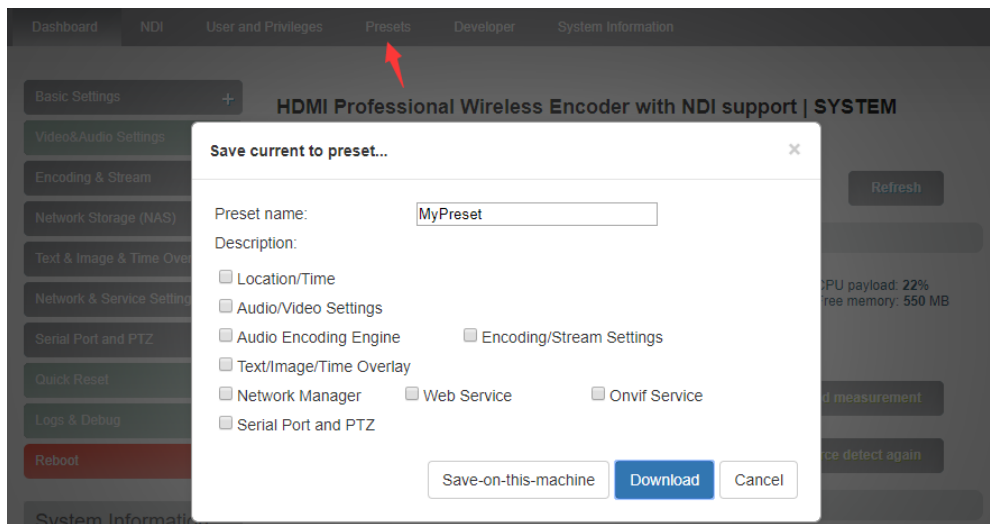 Dashboard NDI User and Privileges Presets Developer System Information
Basic Settings +
HDMI Professional Wireless Encoder with NDI support | SYSTEM
Video&Audio Settings
Save current to preset... ×
Encoding & Stream
Refresh
Network Storage (NAS)
Preset name: MyPreset
Description:
Text & Image & Time Over
Location/Time
CPU payload: 22%
Network & Service Setting
Free memory: 550 MB
Audio/Video Settings
Serial Port and PTZ
Audio Encoding Engine Encoding/Stream Settings
Text/Image/Time Overlay
Quick Reset
Network Manager Web Service Onvif Service
d measurement
Logs & Debug
Serial Port and PTZ
Reboot
rce detect again
Save-on-this-machine Download Cancel
System Information